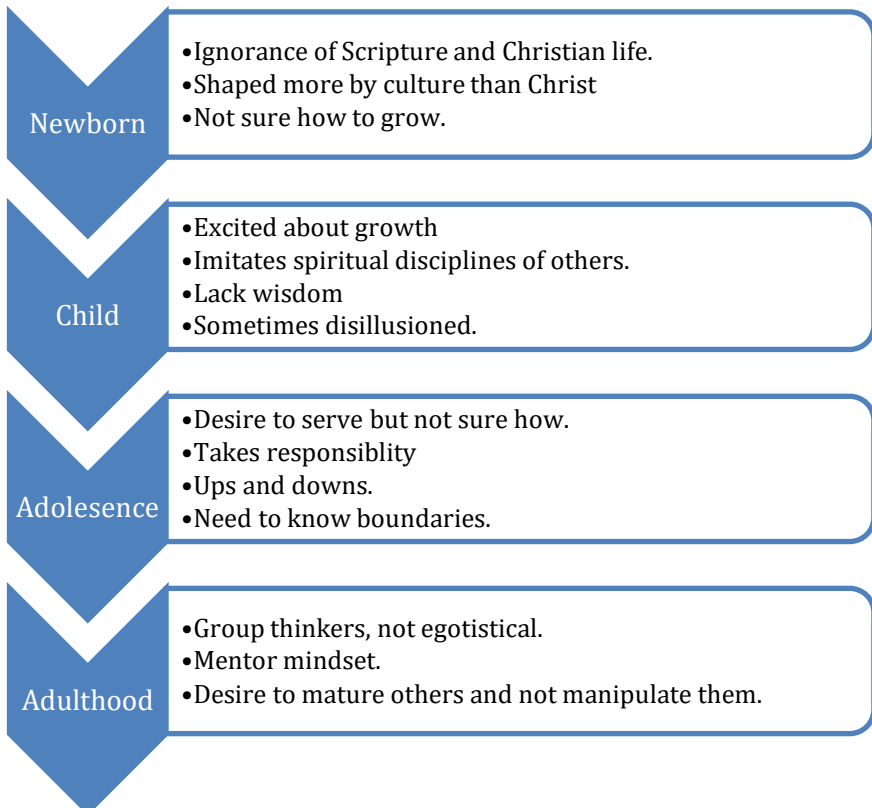 Newborn
•Ignorance of Scripture and Christian life.
•Shaped more by culture than Christ
•Not sure how to grow.
Child
•Excited about growth
•Imitates spiritual disciplines of others.
•Lack wisdom
•Sometimes disillusioned.
Adolesence
•Desire to serve but not sure how.
•Takes responsiblity
•Ups and downs.
•Need to know boundaries.
Adulthood
•Group thinkers, not egotistical.
•Mentor mindset.
•Desire to mature others and not manipulate them.